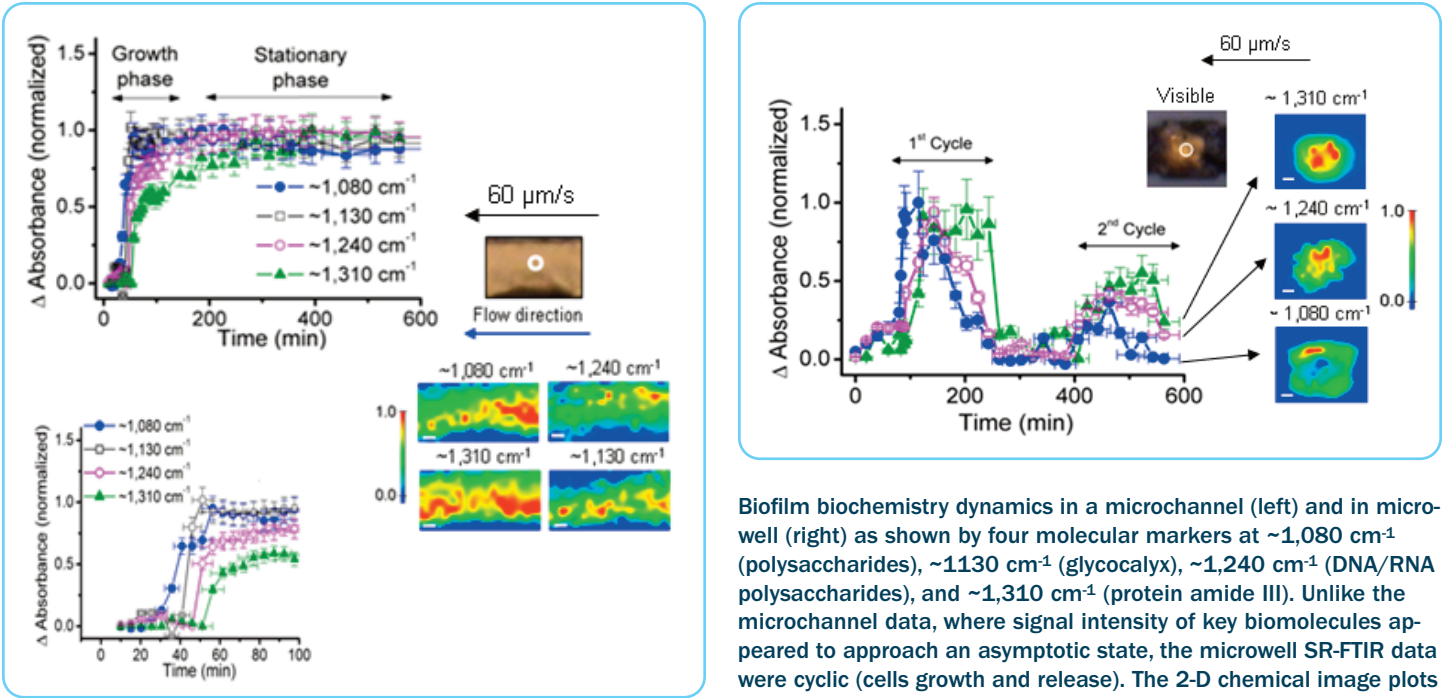 Δ Absorbance (normalized)
1.5
1.0
0.5
0.0
Growth
phase
Stationary
phase
~1,080 cm⁻¹
~1,130 cm⁻¹
~1,240 cm⁻¹
~1,310 cm⁻¹
0 200 400 600
Time (min)
60 µm/s
Flow direction
~1,080 cm⁻¹ ~1,240 cm⁻¹
1.0
~1,310 cm⁻¹ ~1,130 cm⁻¹
0.0
~1,080 cm⁻¹
~1,130 cm⁻¹
~1,240 cm⁻¹
~1,310 cm⁻¹
Δ Absorbance (normalized)
1.5
1.0
0.5
0.0
0 20 40 60 80 100
Time (min)
60 µm/s
Visible
~ 1,310 cm⁻¹
Δ Absorbance (normalized)
1.5
1.0
0.5
0.0
1st Cycle
2nd Cycle
~ 1,240 cm⁻¹
1.0
0.0
~ 1,080 cm⁻¹
0 200 400 600
Time (min)
Biofilm biochemistry dynamics in a microchannel (left) and in micro-
well (right) as shown by four molecular markers at ~1,080 cm⁻¹
(polysaccharides), ~1130 cm⁻¹ (glycocalyx), ~1,240 cm⁻¹ (DNA/RNA
polysaccharides), and ~1,310 cm⁻¹ (protein amide III). Unlike the
microchannel data, where signal intensity of key biomolecules ap-
peared to approach an asymptotic state, the microwell SR-FTIR data
were cyclic (cells growth and release). The 2-D chemical image plots